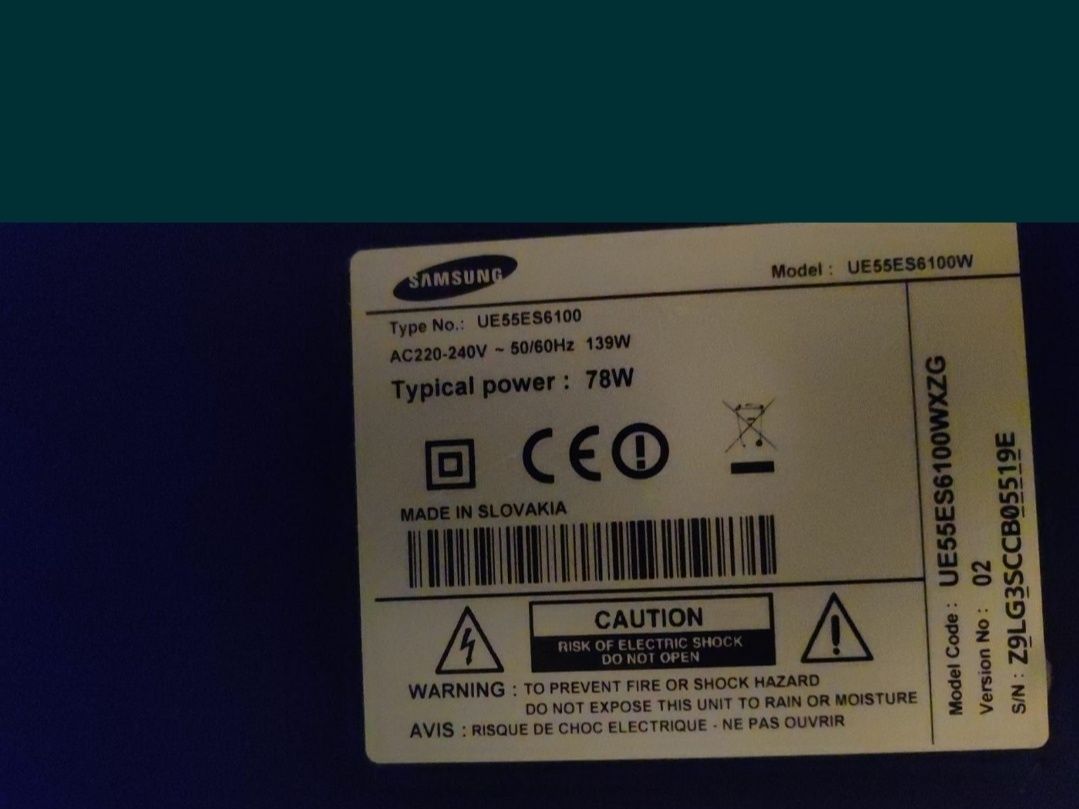 SAMSUNG
Model : UE55ES6100W
Type No.: UE55ES6100
AC220-240V ~ 50/60Hz 139W
Typical power : 78W
CE
MADE IN SLOVAKIA
CAUTION
RISK OF ELECTRIC SHOCK
DO NOT OPEN
WARNING : TO PREVENT FIRE OR SHOCK HAZARD
DO NOT EXPOSE THIS UNIT TO RAIN OR MOISTURE
AVIS : RISQUE DE CHOC ELECTRIQUE - NE PAS OUVRIR
Model Code : UE55ES6100WXZG
Version No : 02
S/N : Z9LG3SCCB05519E